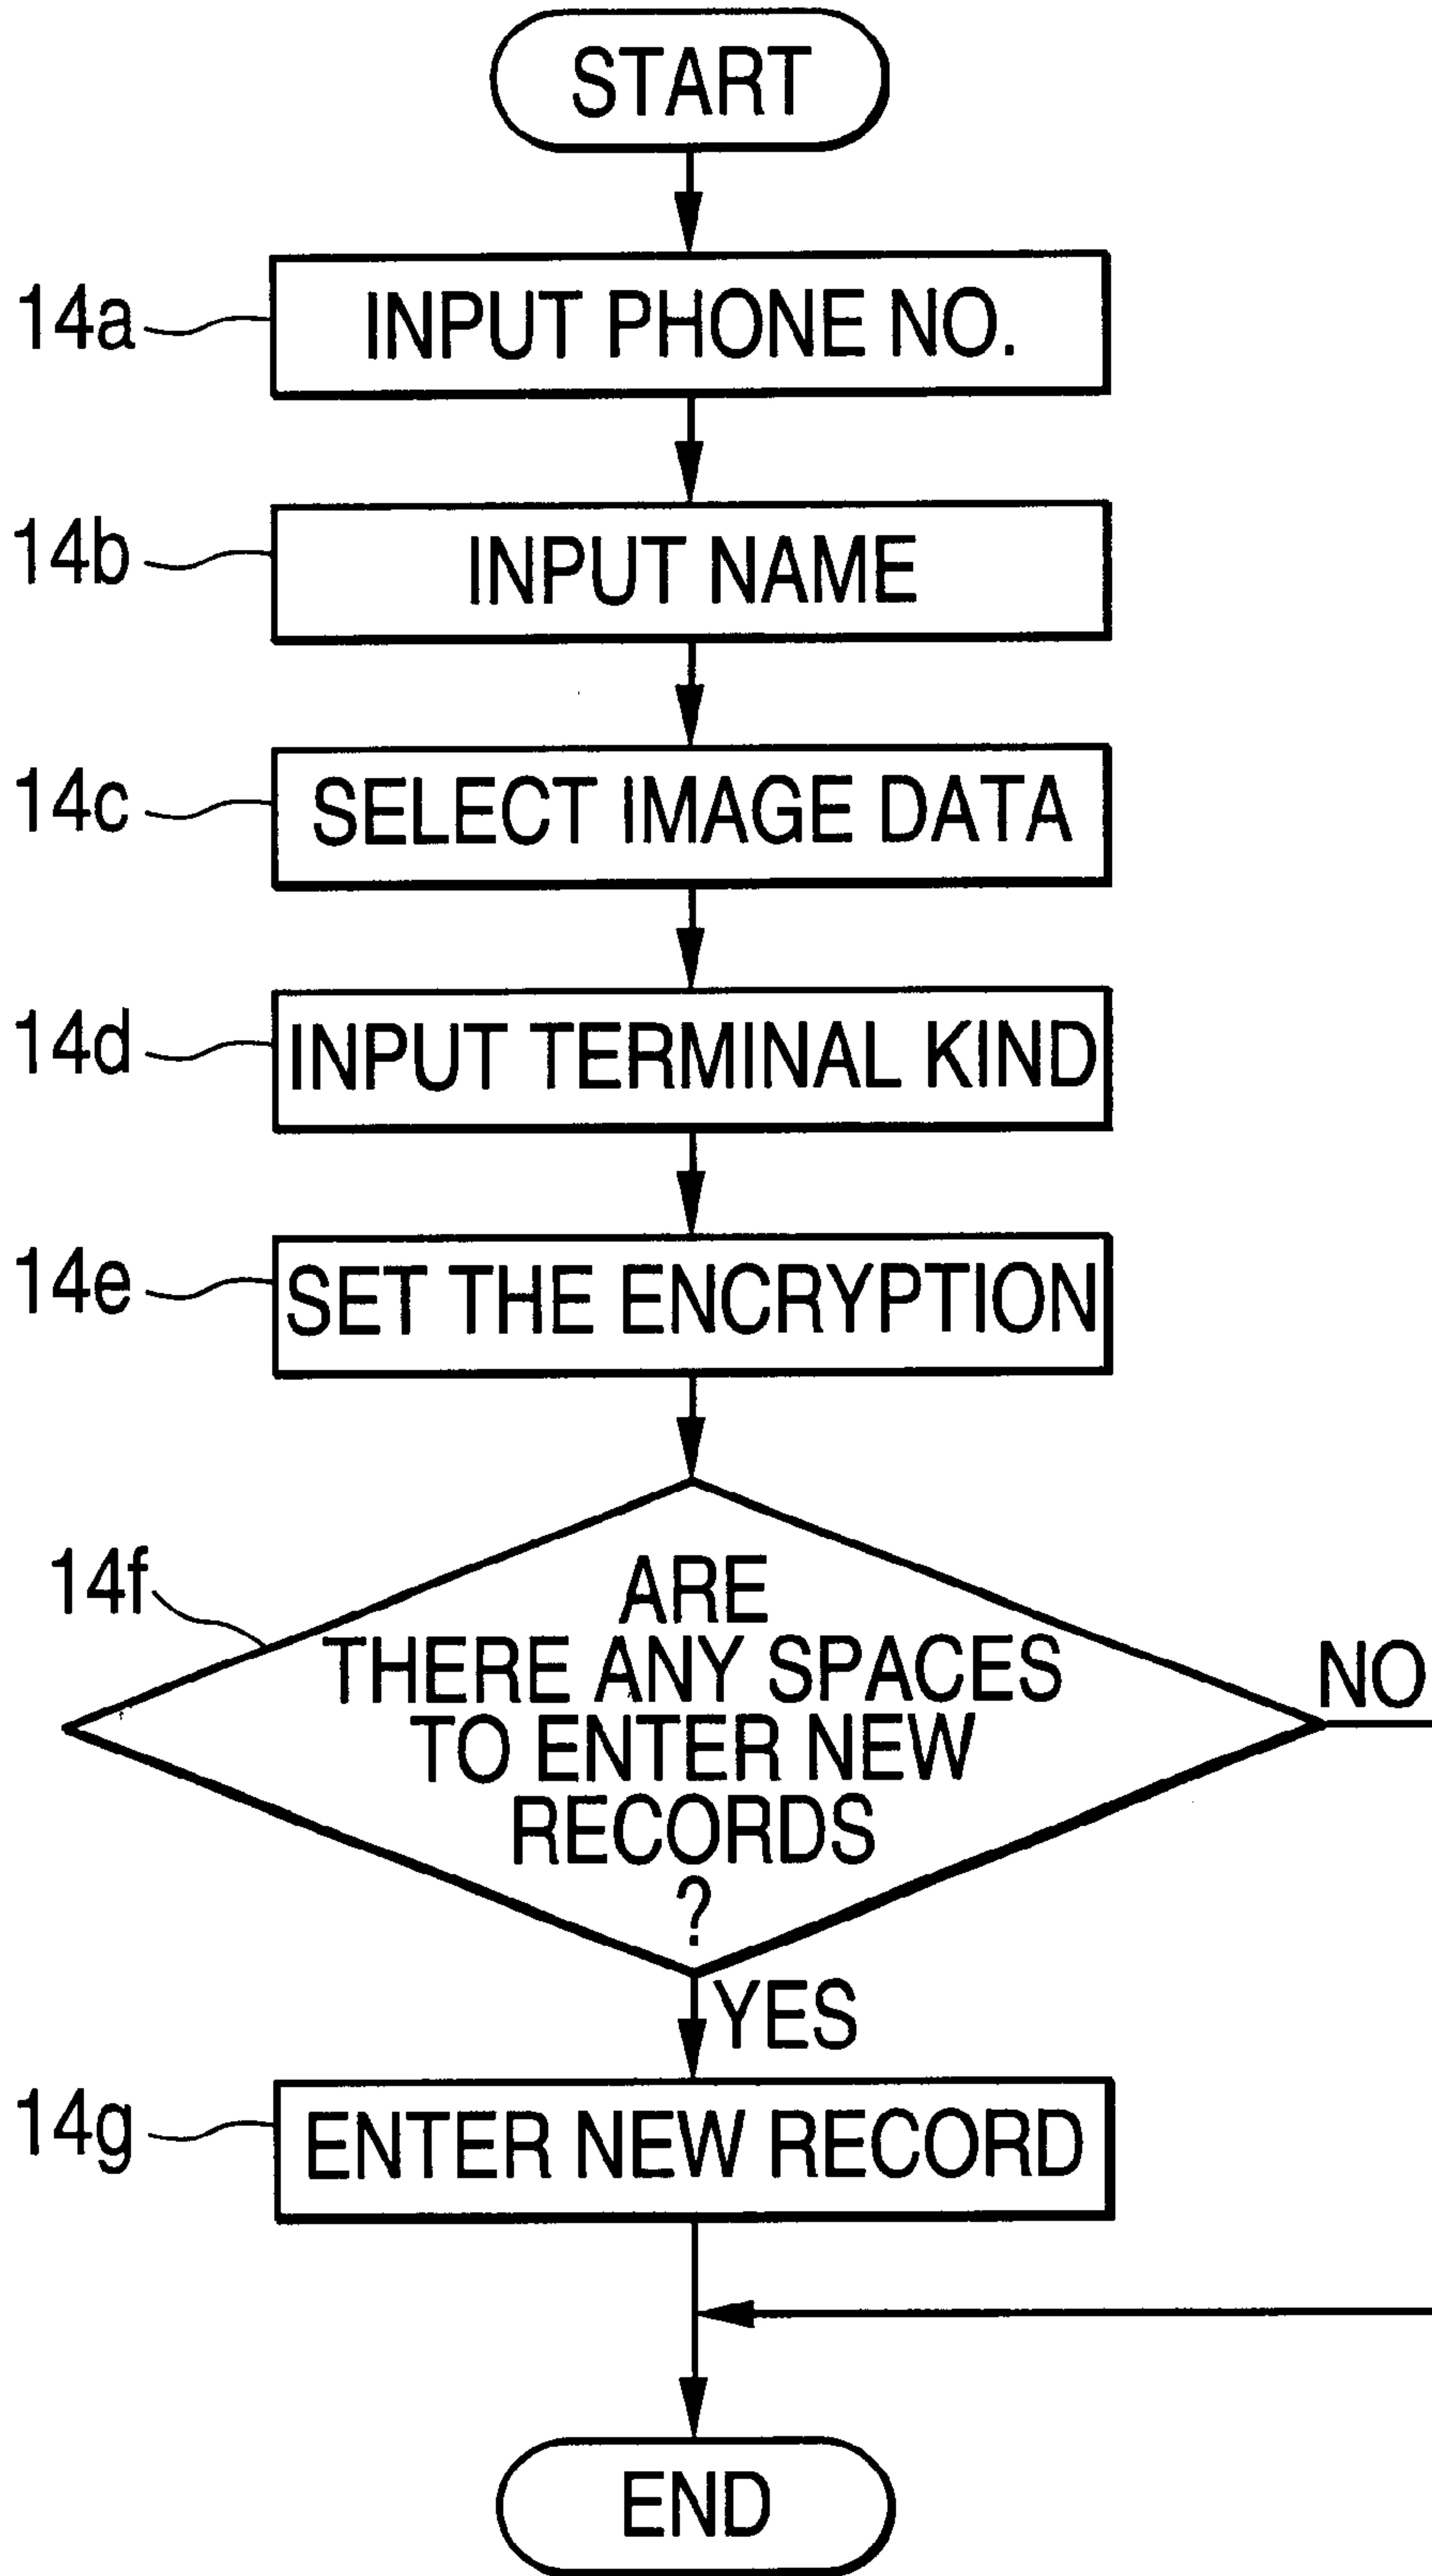 START
14a
INPUT PHONE NO.
14b
INPUT NAME
14c
SELECT IMAGE DATA
14d
INPUT TERMINAL KIND
14e
SET THE ENCRYPTION
14f
ARE
THERE ANY SPACES
TO ENTER NEW
RECORDS
?
NO
YES
14g
ENTER NEW RECORD
END